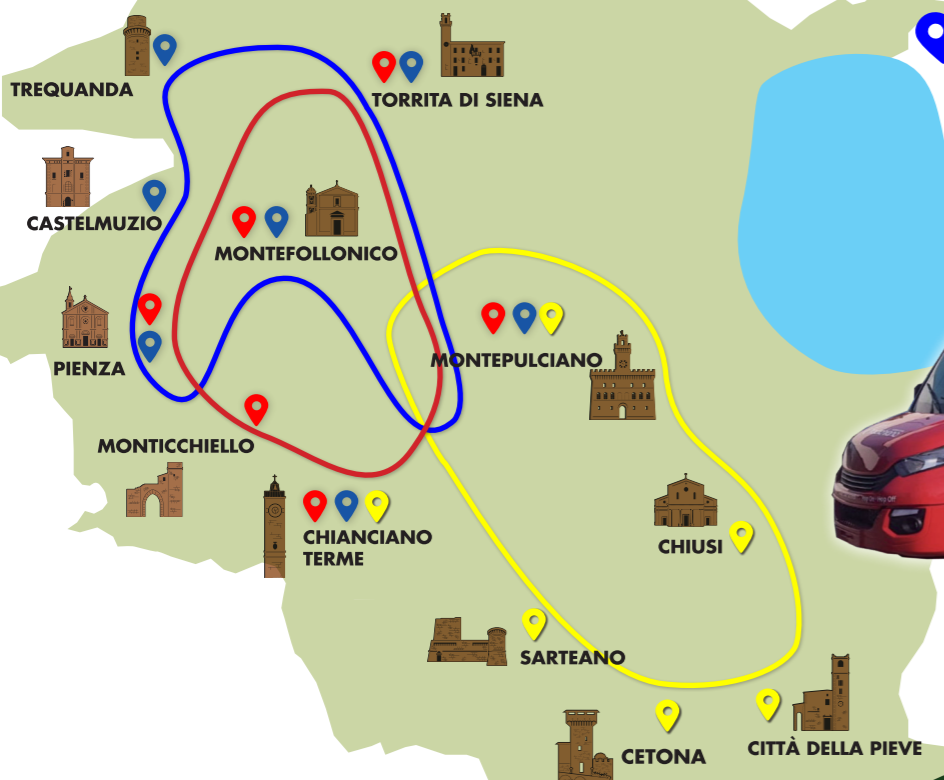 TREQUANDA
TORRITA DI SIENA
CASTELMUZIO
MONTEFOLLONICO
PIENZA
MONTEPULCIANO
MONTICCHIELLO
CHIANCIANO
TERME
CHIUSI
SARTEANO
CETONA
CITTÀ DELLA PIEVE